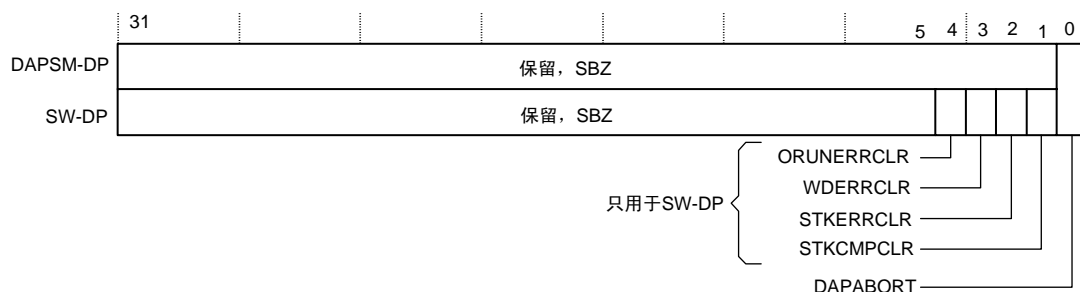 31 5 4 3 2 1 0
DAPSM-DP 保留，SBZ
SW-DP 保留，SBZ
ORUNERRCLR
WDERRCLR
只用于SW-DP
STKERRCLR
STKCMPCLR
DAPABORT